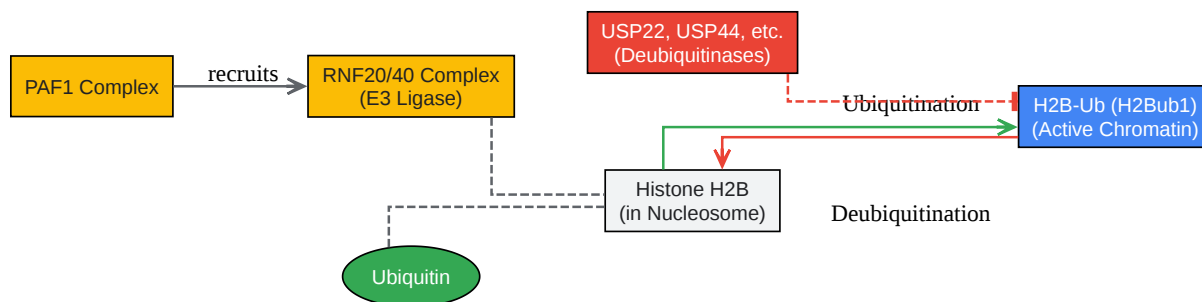 USP22, USP44, etc.
(Deubiquitinases)
PAF1 Complex
recruits
RNF20/40 Complex
(E3 Ligase)
Ubiquitination
H2B-Ub (H2Bub1)
(Active Chromatin)
Histone H2B
(in Nucleosome)
Deubiquitination
Ubiquitin